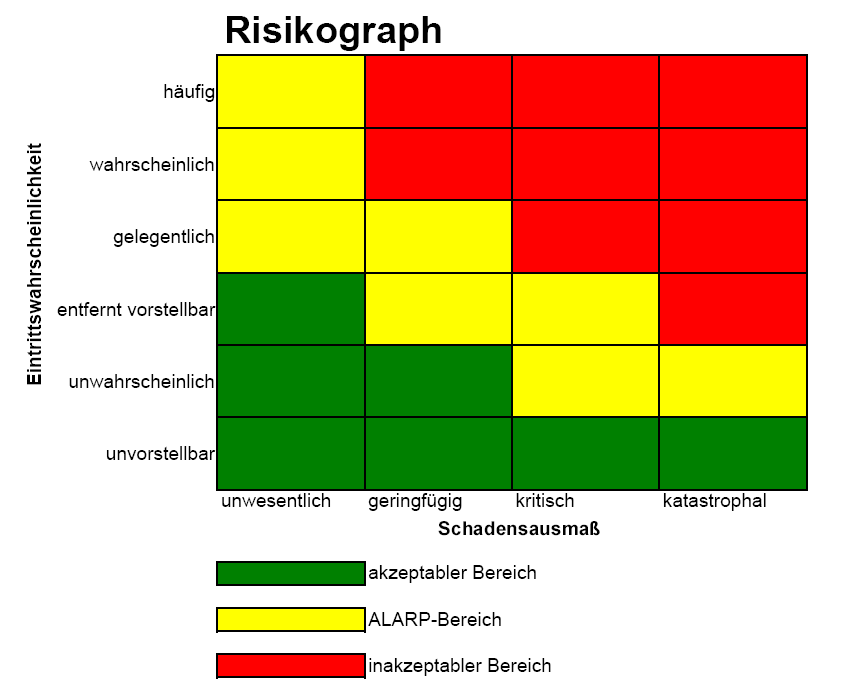 Risikograph
Eintrittswahrscheinlichkeit
häufig
wahrscheinlich
gelegentlich
entfernt vorstellbar
unwahrscheinlich
unvorstellbar
unwesentlich geringfügig kritisch katastrophal
Schadensausmaß
akzeptabler Bereich
ALARP-Bereich
inakzeptabler Bereich